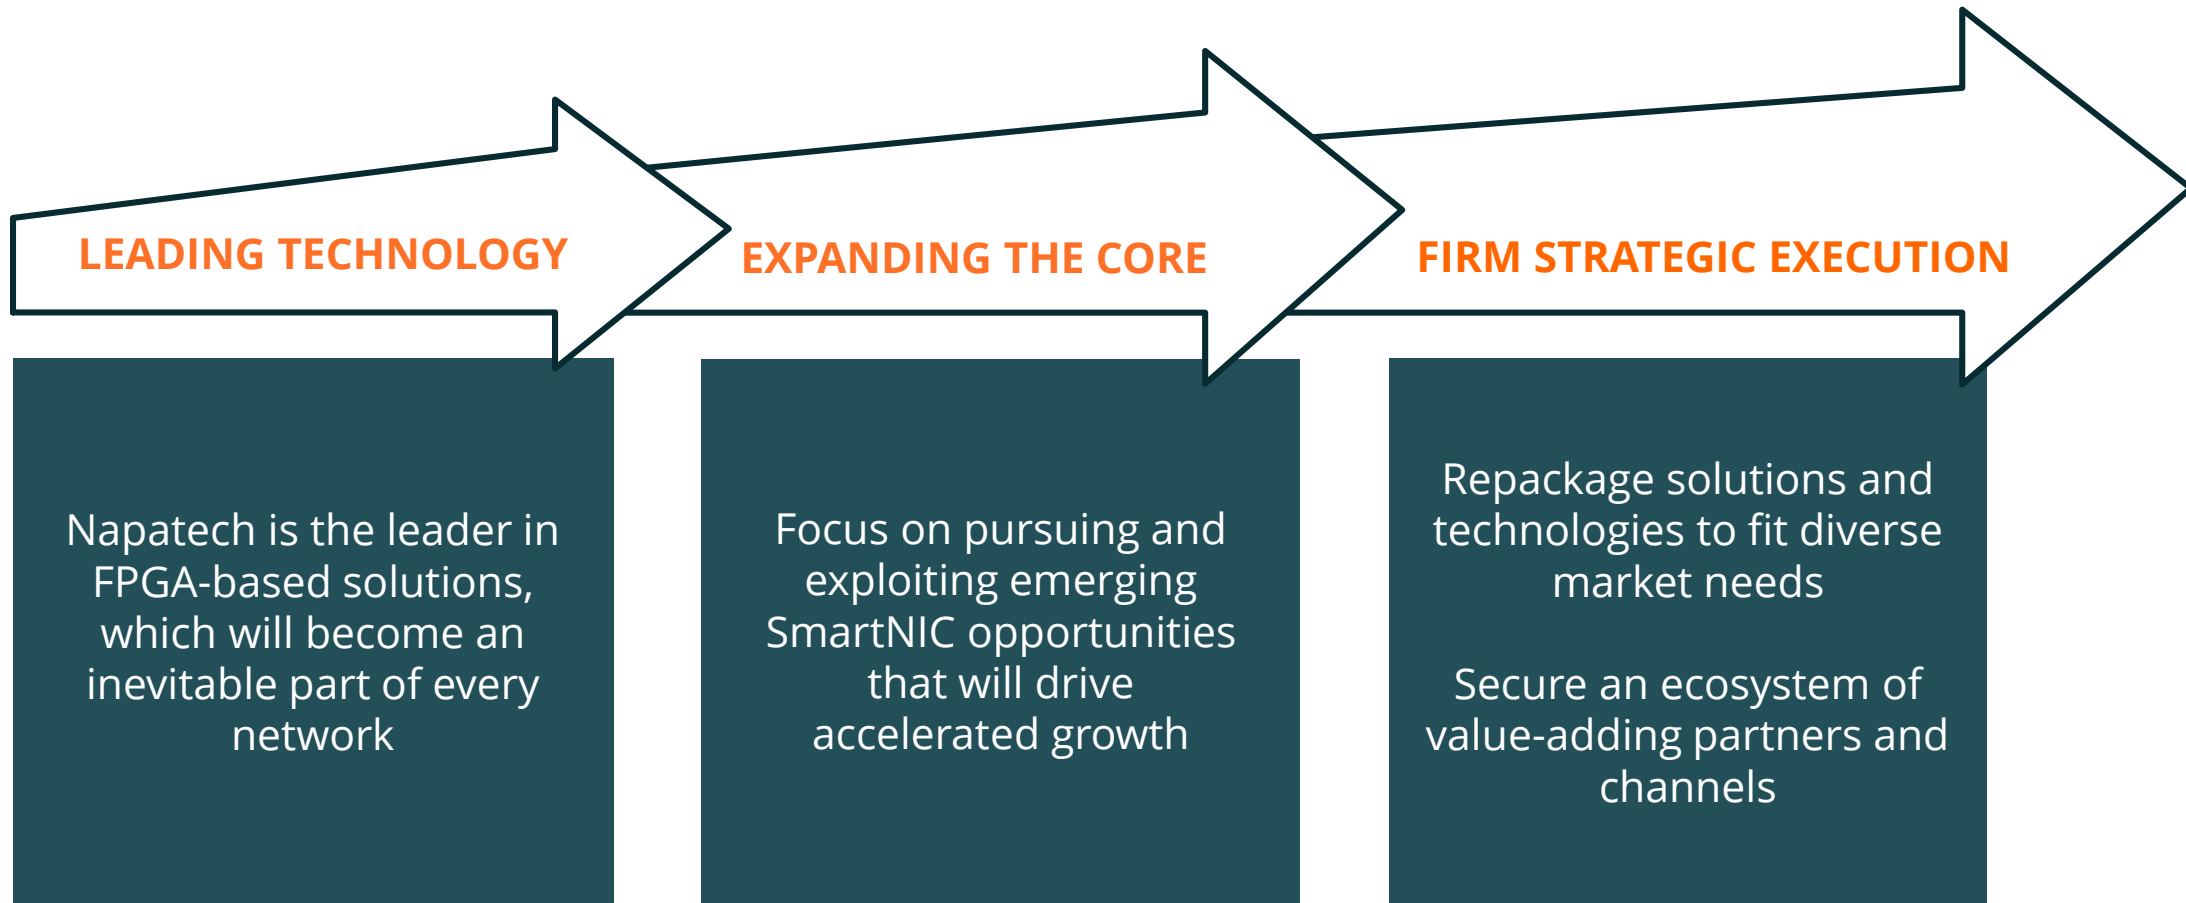 LEADING TECHNOLOGY
EXPANDING THE CORE
FIRM STRATEGIC EXECUTION
Napatech is the leader in
FPGA-based solutions,
which will become an
inevitable part of every
network
Focus on pursuing and
exploiting emerging
SmartNIC opportunities
that will drive
accelerated growth
Repackage solutions and
technologies to fit diverse
market needs
Secure an ecosystem of
value-adding partners and
channels